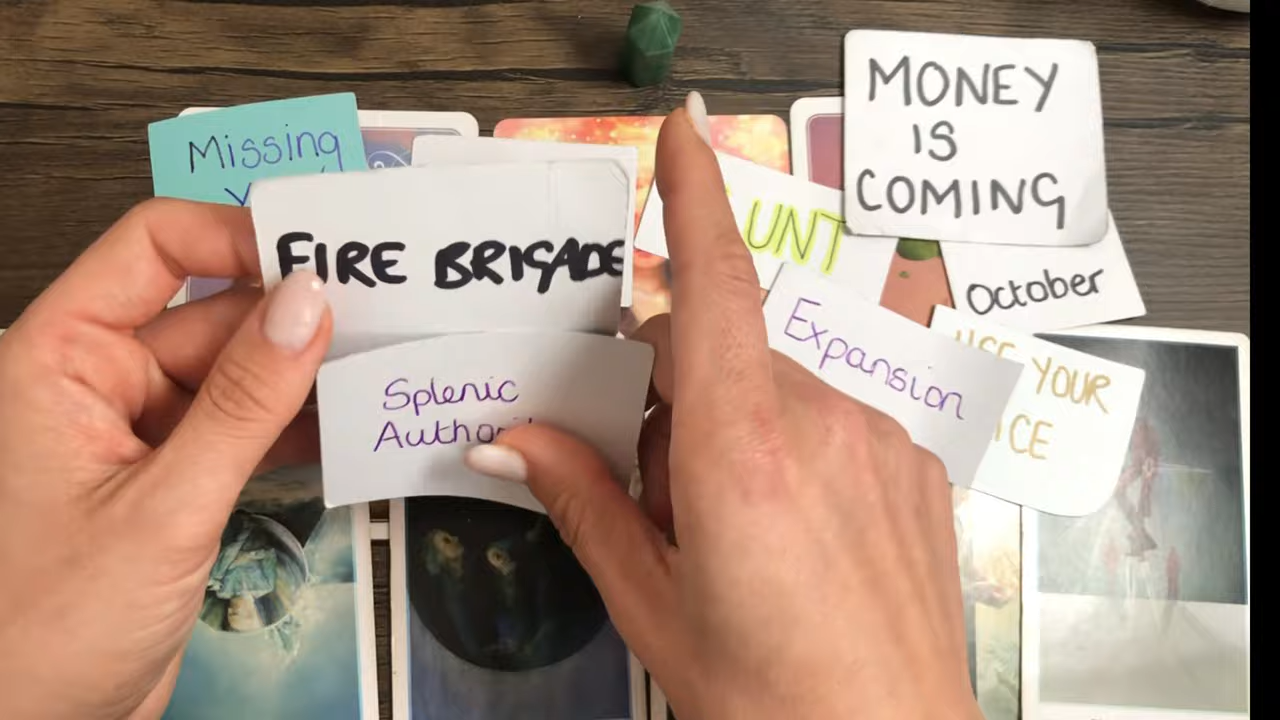 Missing
FIRE BRIGADE
Splenic
MONEY
IS
COMING
October
Expansion
YOUR